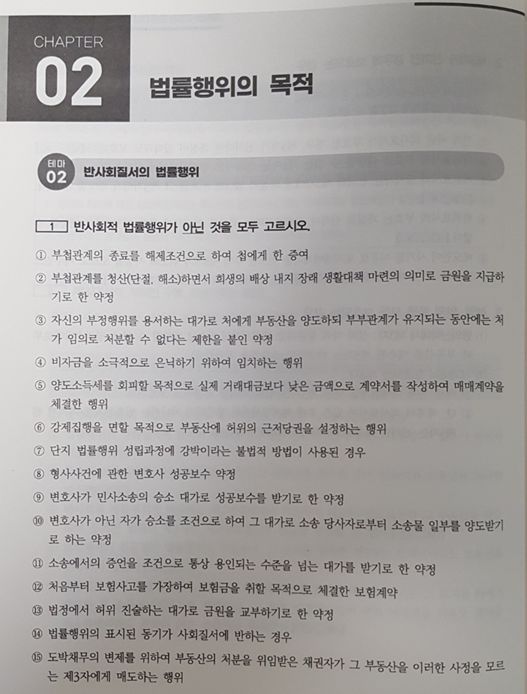 CHAPTER
02
법률행위의 목적
테마
02
반사회질서의 법률행위
1 반사회적 법률행위가 아닌 것을 모두 고르시오.
① 부첩관계의 종료를 해제조건으로 하여 첩에게 한 증여
② 부첩관계를 청산(단절, 해소)하면서 희생의 배상 내지 장래 생활대책 마련의 의미로 금원을 지급하
기로 한 약정
③ 자신의 부정행위를 용서하는 대가로 처에게 부동산을 양도하되 부부관계가 유지되는 동안에는 처
가 임의로 처분할 수 없다는 제한을 붙인 약정
④ 비자금을 소극적으로 은닉하기 위하여 임치하는 행위
⑤ 양도소득세를 회피할 목적으로 실제 거래대금보다 낮은 금액으로 계약서를 작성하여 매매계약을
체결한 행위
⑥ 강제집행을 면할 목적으로 부동산에 허위의 근저당권을 설정하는 행위
⑦ 단지 법률행위 성립과정에 강박이라는 불법적 방법이 사용된 경우
⑧ 형사사건에 관한 변호사 성공보수 약정
⑨ 변호사가 민사소송의 승소 대가로 성공보수를 받기로 한 약정
⑩ 변호사가 아닌 자가 승소를 조건으로 하여 그 대가로 소송 당사자로부터 소송물 일부를 양도받기
로 하는 약정
⑪ 소송에서의 증언을 조건으로 통상 용인되는 수준을 넘는 대가를 받기로 한 약정
⑫ 처음부터 보험사고를 가장하여 보험금을 취할 목적으로 체결한 보험계약
⑬ 법정에서 허위 진술하는 대가로 금원을 교부하기로 한 약정
⑭ 법률행위의 표시된 동기가 사회질서에 반하는 경우
⑮ 도박채무의 변제를 위하여 부동산의 처분을 위임받은 채권자가 그 부동산을 이러한 사정을 모르
는 제3자에게 매도하는 행위